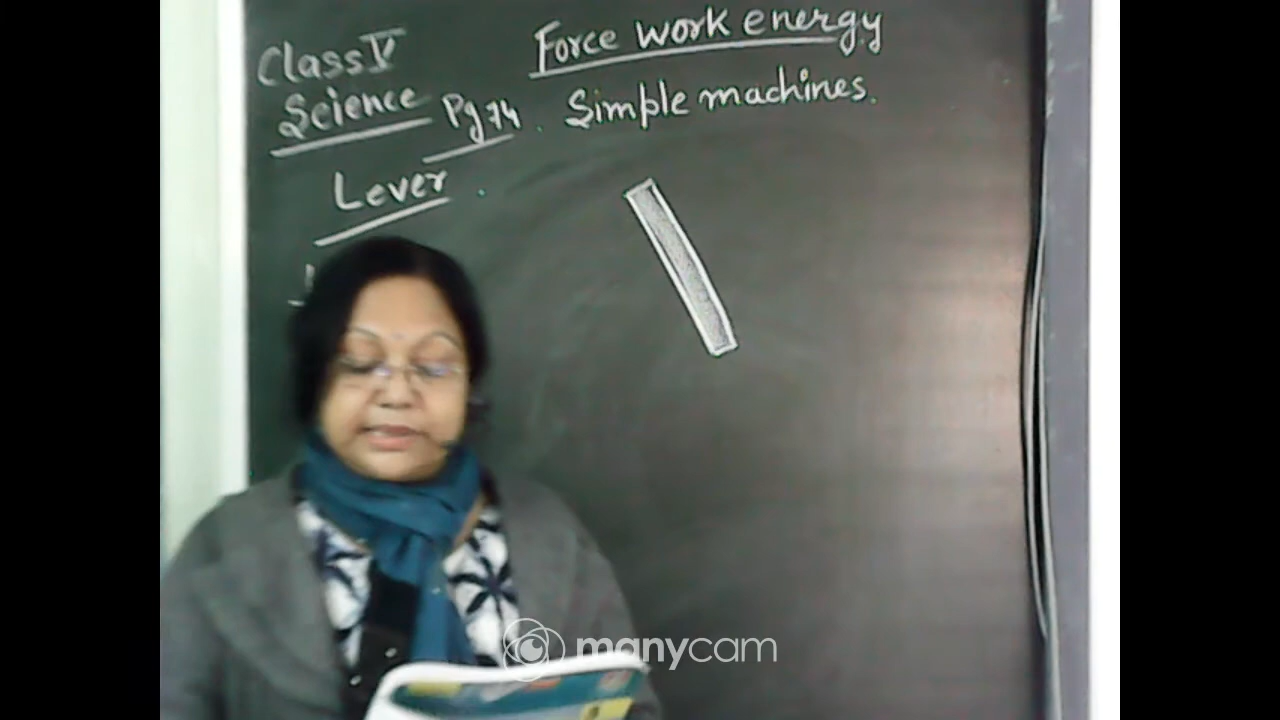 Class V
Force work energy
Science Pg 74. Simple machines.
Lever.
manycam